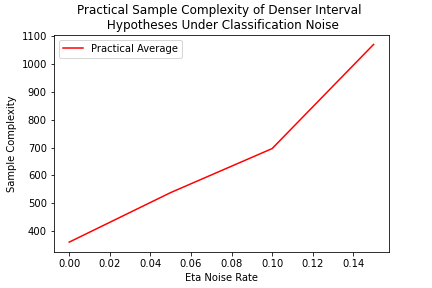 Practical Sample Complexity of Denser Interval
Hypotheses Under Classification Noise
Practical Average
Sample Complexity
1100
1000
900
800
700
600
500
400
0.00 0.02 0.04 0.06 0.08 0.10 0.12 0.14
Eta Noise Rate